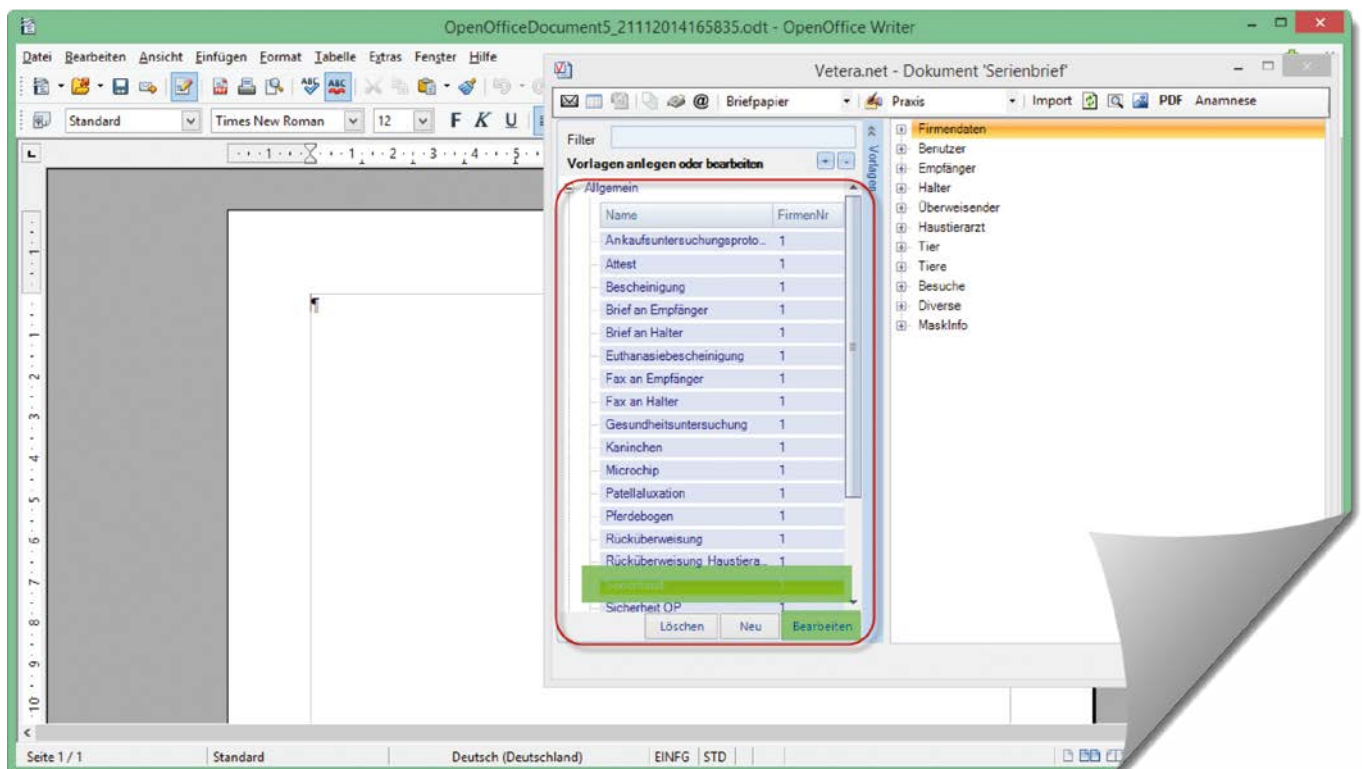 OpenOfficeDocument5_21112014165835.odt - OpenOffice Writer
Datei Bearbeiten Ansicht Einfügen Format Tabelle Extras Fenster Hilfe
Standard Times New Roman 12 F K U
Vetera.net - Dokument 'Serienbrief'
@ Briefpapier Praxis Import PDF Anamnese
Filter
Vorlagen anlegen oder bearbeiten + -
Vorlagen
Allgemein
Name FirmenNr
Ankaufsuntersuchungsproto... 1
Attest 1
Bescheinigung 1
Brief an Empfänger 1
Brief an Halter 1
Euthanasiebescheinigung 1
Fax an Empfänger 1
Fax an Halter 1
Gesundheitsuntersuchung 1
Kaninchen 1
Microchip 1
Patellaluxation 1
Pferdebogen 1
Rücküberweisung 1
Rücküberweisung Haustiera... 1
Serienbrief 1
Sicherheit OP 1
Löschen Neu Bearbeiten
Firmendaten
Benutzer
Empfänger
Halter
Überweisender
Haustierarzt
Tier
Tiere
Besuche
Diverse
MaskInfo
¶
Seite 1 / 1 Standard Deutsch (Deutschland) EINFG STD